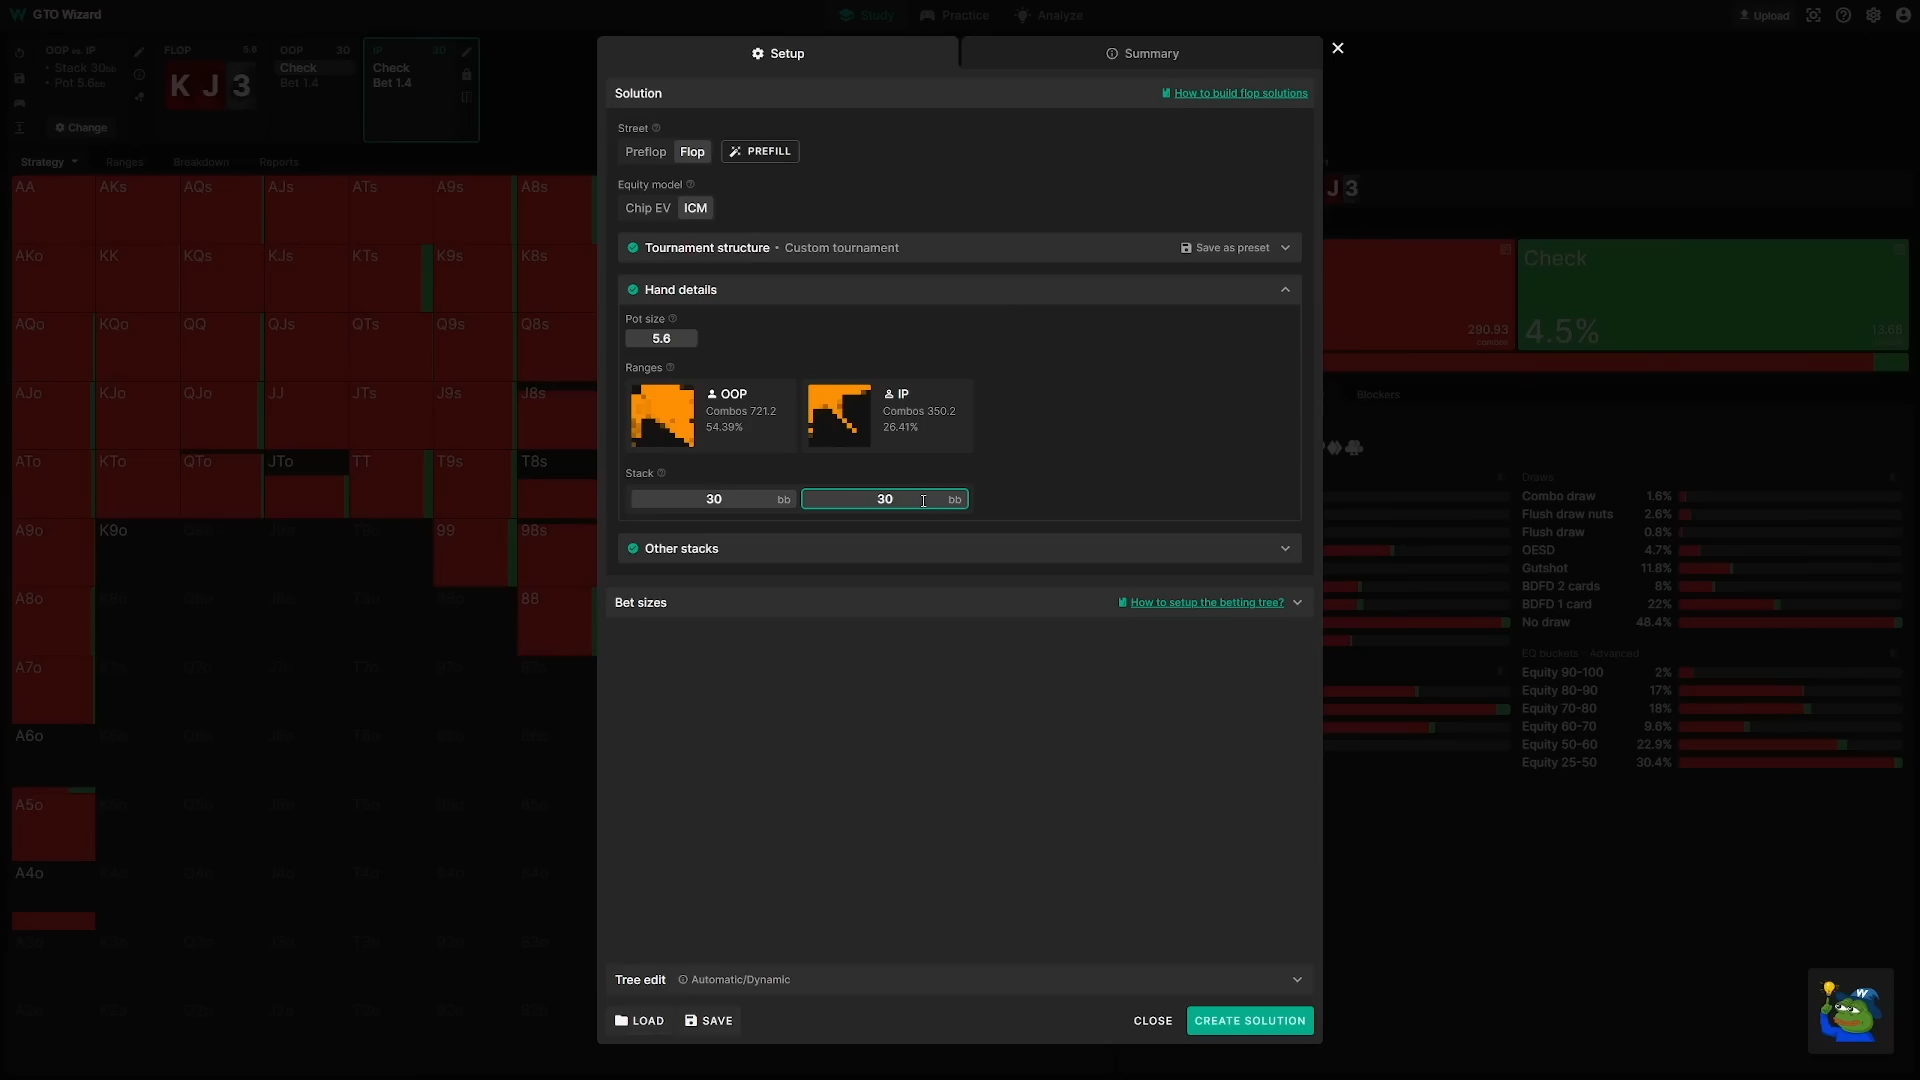 GTO Wizard
Study
Practice
Analyze
Upload
OOP vs. IP
• Stack 30bb
• Pot 5.6bb
Change
FLOP 5.6
K J 3
OOP 30
Check
Bet 1.4
IP 30
Check
Bet 1.4
Strategy
Ranges
Breakdown
Reports
AA AKs AQs AJs ATs A9s A8s
AKo KK KQs KJs KTs K9s K8s
AQo KQo QQ QJs QTs Q9s Q8s
AJo KJo QJo JJ JTs J9s J8s
ATo KTo QTo JTo TT T9s T8s
A9o K9o 99 98s
A8o 88
A7o
A6o
A5o
A4o
Setup
Summary
Solution
How to build flop solutions
Street
Preflop Flop PREFILL
Equity model
Chip EV ICM
Tournament structure • Custom tournament
Save as preset
Hand details
Pot size
5.6
Ranges
OOP
Combos 721.2
54.39%
IP
Combos 350.2
26.41%
Stack
30 bb
30 bb
Other stacks
Bet sizes
How to setup the betting tree?
Tree edit
Automatic/Dynamic
LOAD
SAVE
CLOSE
CREATE SOLUTION
J 3
290.93
combos
Check
4.5%
13.68
Blockers
Draws
Combo draw 1.6%
Flush draw nuts 2.6%
Flush draw 0.8%
OESD 4.7%
Gutshot 11.8%
BDFD 2 cards 8%
BDFD 1 card 22%
No draw 48.4%
EQ buckets - Advanced
Equity 90-100 2%
Equity 80-90 17%
Equity 70-80 18%
Equity 60-70 9.6%
Equity 50-60 22.9%
Equity 25-50 30.4%
W